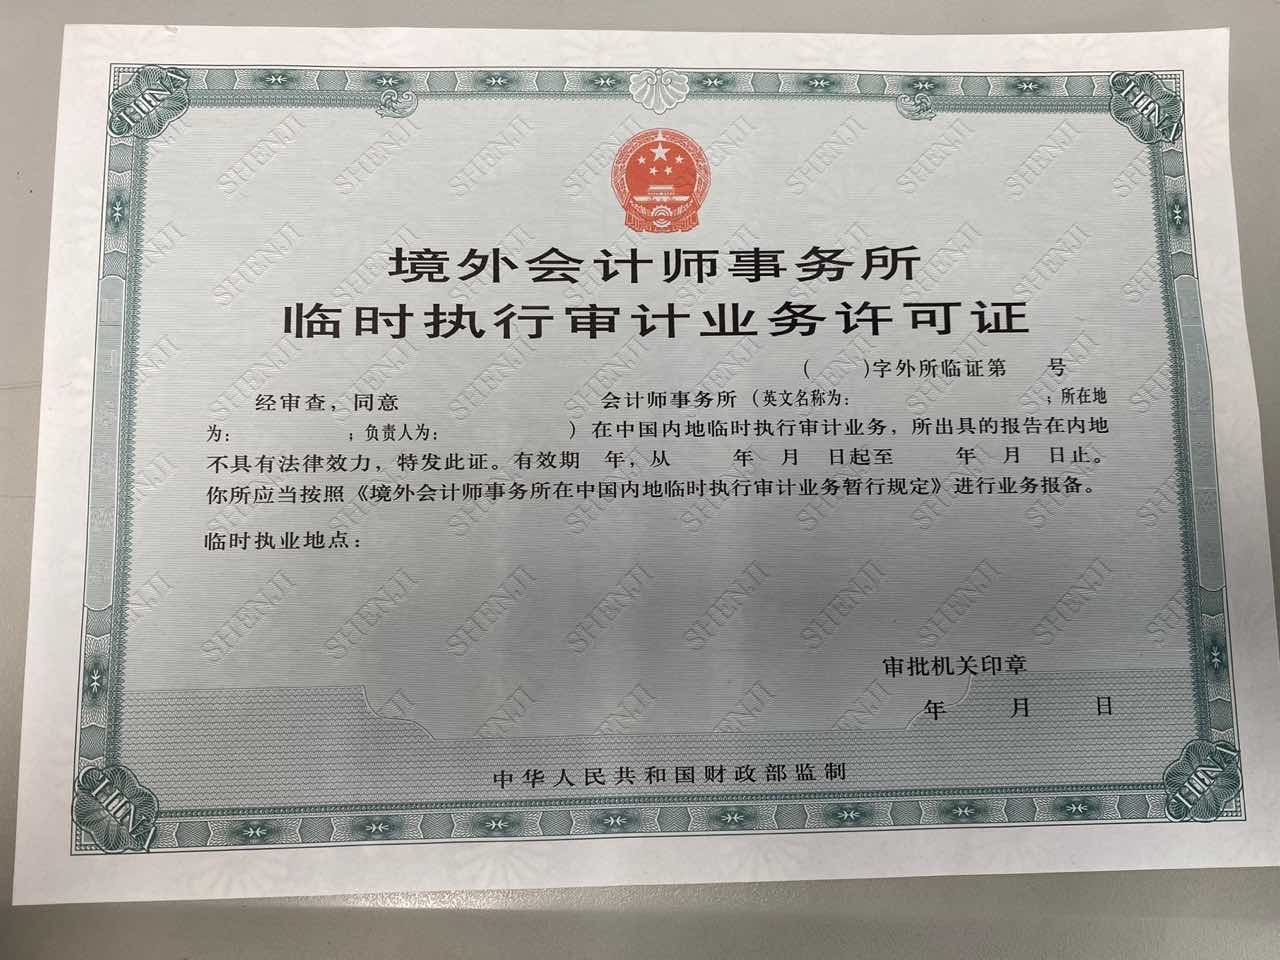 境外会计师事务所
临时执行审计业务许可证
(    )字外所临证第    号
经审查，同意    会计师事务所（英文名称为：    ；所在地
为：    ；负责人为：    ）在中国内地临时执行审计业务，所出具的报告在内地
不具有法律效力，特发此证。有效期  年，从    年  月  日起至    年  月  日止。
你所应当按照《境外会计师事务所在中国内地临时执行审计业务暂行规定》进行业务报备。
临时执业地点：
审批机关印章
年    月    日
中华人民共和国财政部监制
CHINA
CHINA
CHINA
CHINA
SHENJI